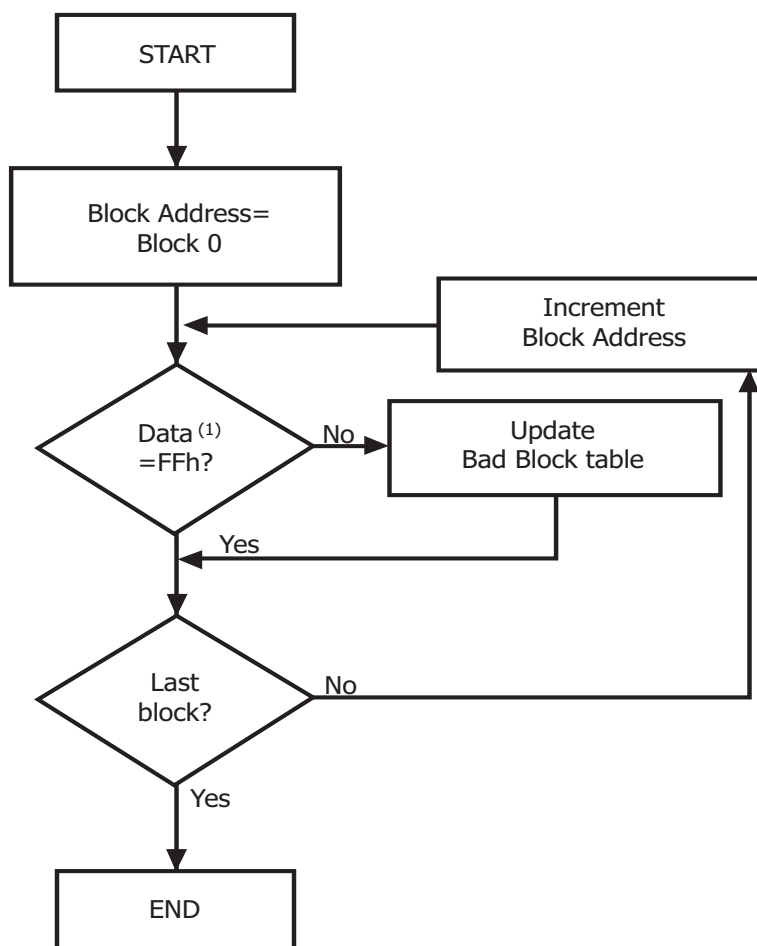 START
Block Address=
Block 0
Increment
Block Address
Data (1)
=FFh?
No
Update
Bad Block table
Yes
Last
block?
No
Yes
END